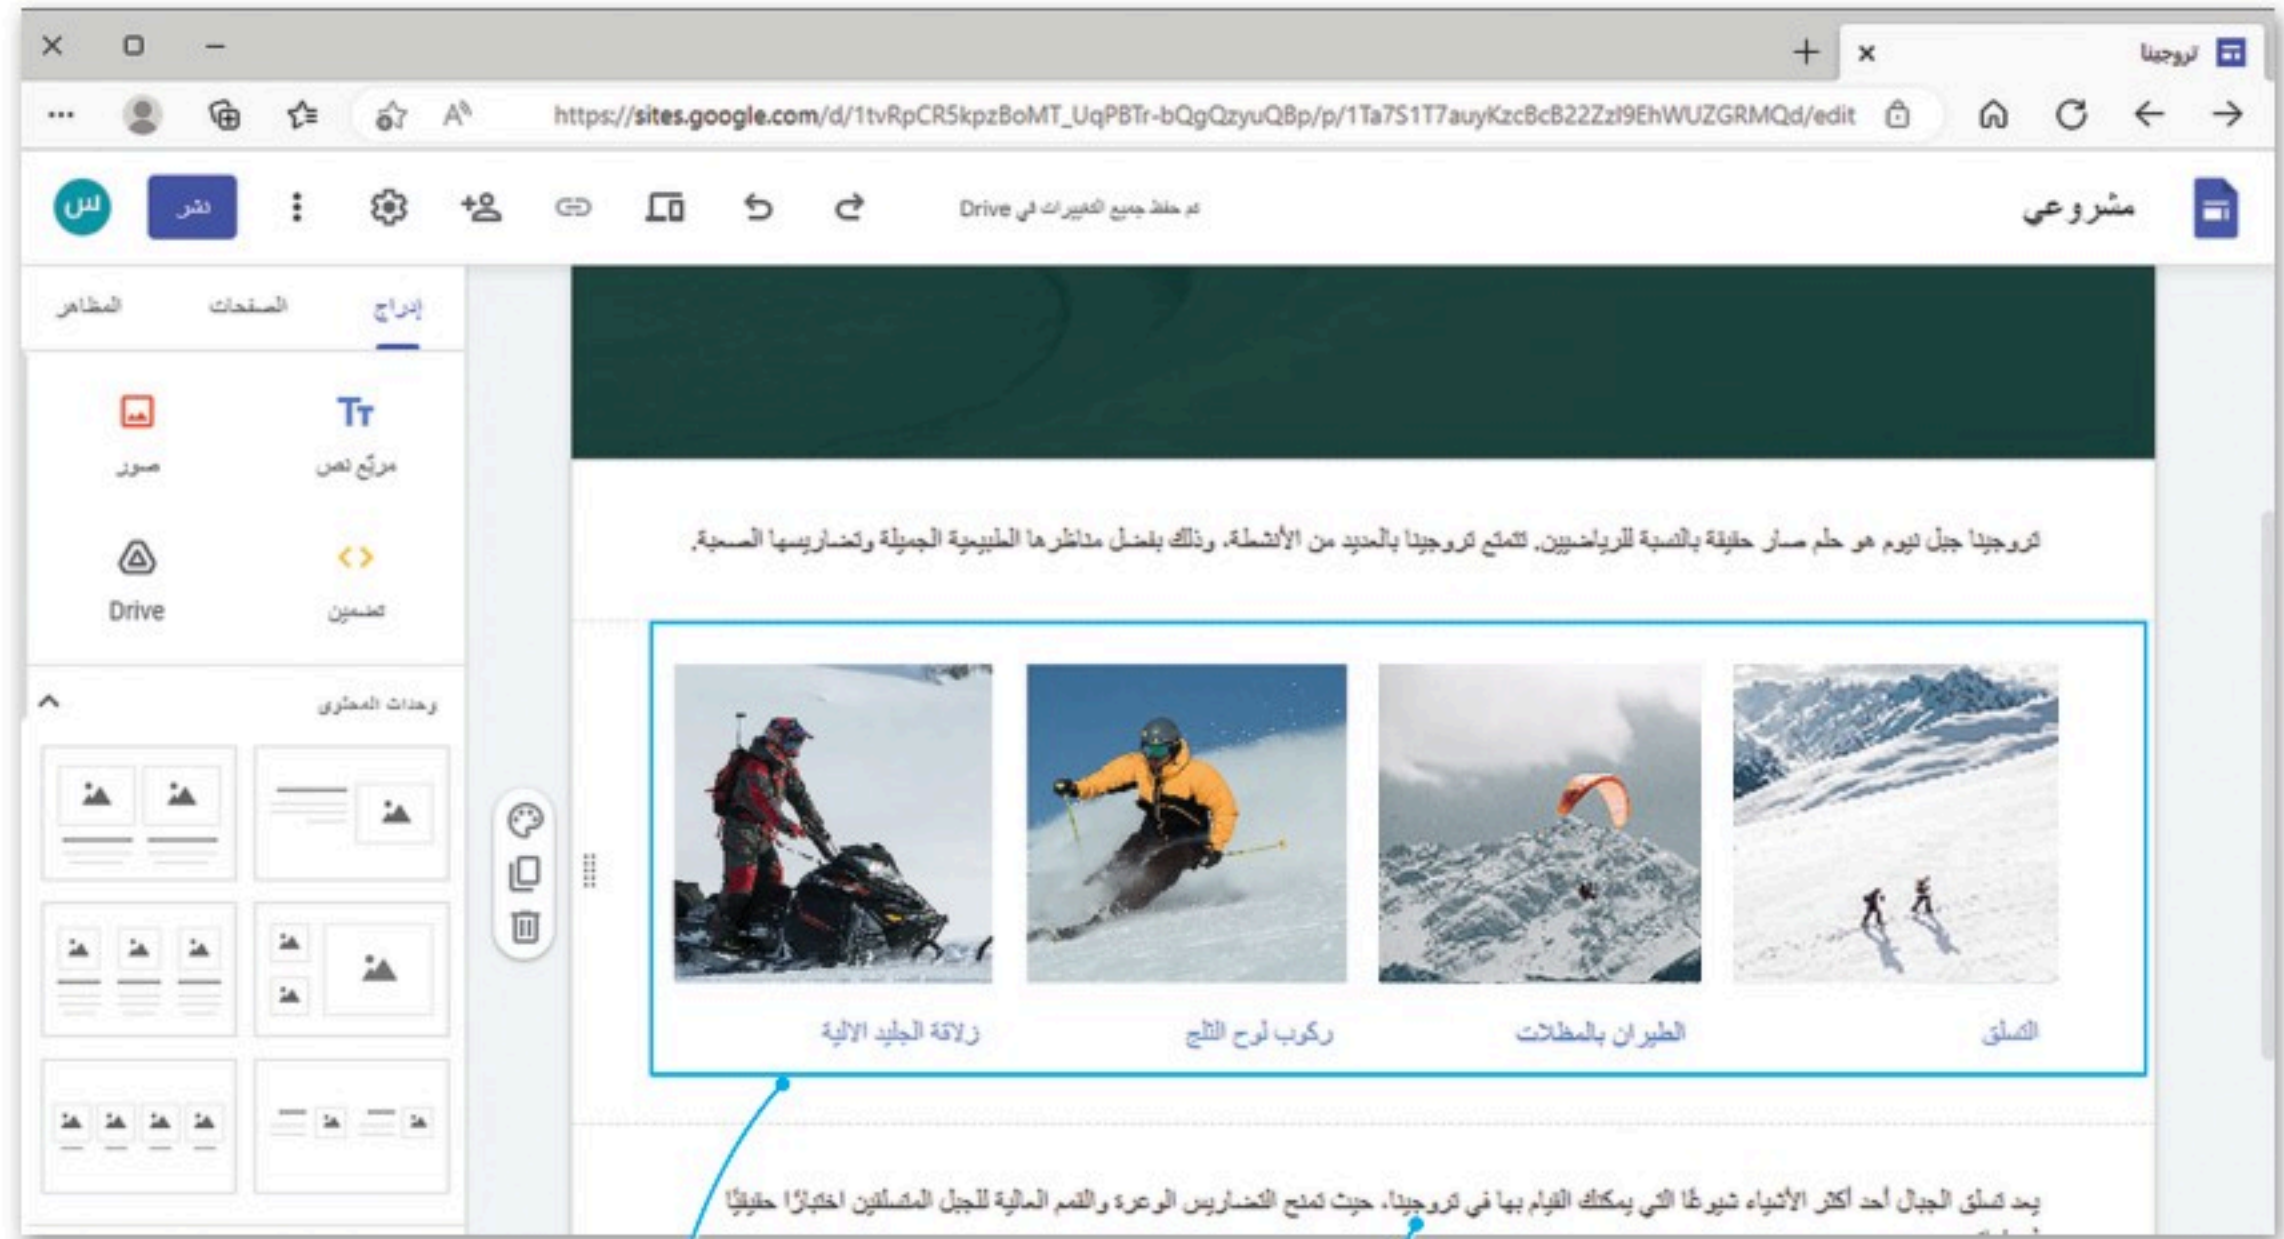 تروجينا
https://sites.google.com/d/1tvRpCR5kpzBoMT_UqPBTr-bQgQzyuQBp/p/1Ta7S1T7auyKzcBcB22ZzI9EhWUZGRMQd/edit
مشروعي
تم حفظ جميع التغييرات في Drive
نشر
س
إدراج
الصفحات
المظاهر
مربّع نص
صور
تضمين
Drive
وحدات المحتوى
تروجينا جبل نيوم هو حلم صار حقيقة بالنسبة للرياضيين. تتمتع تروجينا بالعديد من الأنشطة، وذلك بفضل مناظرها الطبيعية الجميلة وتضاريسها الصعبة.
التسلق
الطيران بالمظلات
ركوب لوح الثلج
زلاقة الجليد الالية
يعد تسلق الجبال أحد أكثر الأشياء شيوعًا التي يمكنك القيام بها في تروجينا، حيث تمنح التضاريس الوعرة والقمم العالية للجبل المتسلقين اختبارًا حقيقيًا